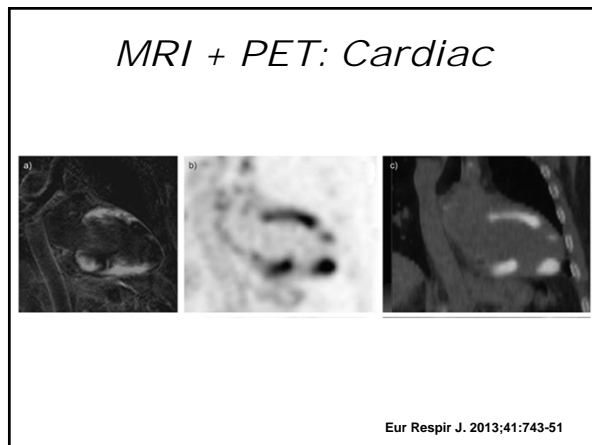 MRI + PET: Cardiac
a)
b)
c)
Eur Respir J. 2013;41:743-51